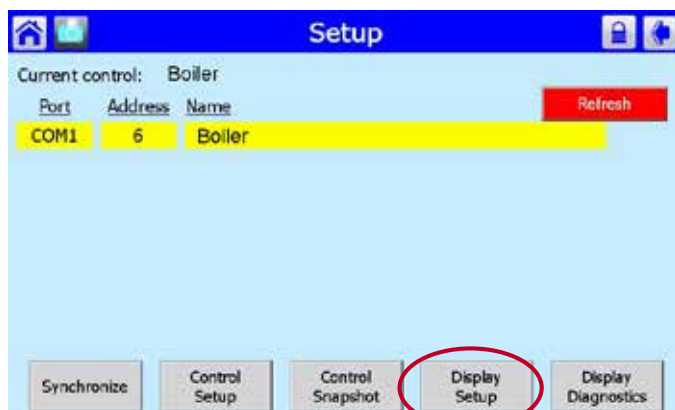 Setup
Current control: Boiler
Port Address Name
Refresh
COM1 6 Boiler
Synchronize
Control Setup
Control Snapshot
Display Setup
Display Diagnostics